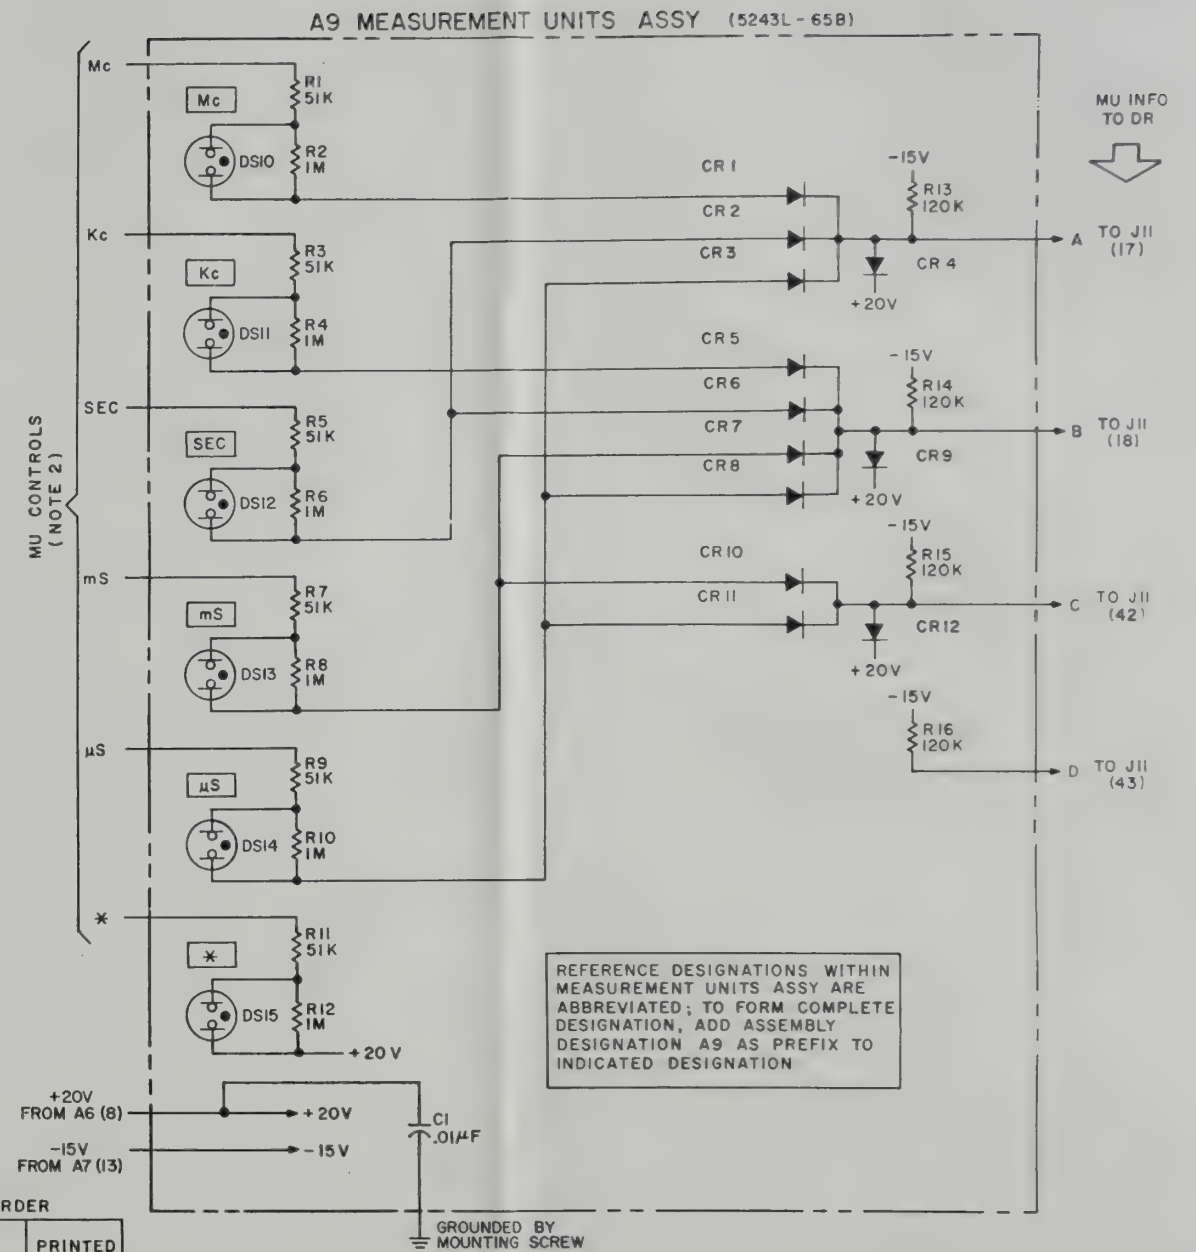 A9 MEASUREMENT UNITS ASSY (5243L-65B)
MU CONTROLS
(NOTE 2)
Mc
R1
51K
Mc
DS10
R2
1M
Kc
R3
51K
Kc
DS11
R4
1M
SEC
R5
51K
SEC
DS12
R6
1M
mS
R7
51K
mS
DS13
R8
1M
µS
R9
51K
µS
DS14
R10
1M
*
R11
51K
*
DS15
R12
1M
+20V
CR1
CR2
CR3
-15V
R13
120K
CR4
+20V
CR5
CR6
CR7
CR8
-15V
R14
120K
CR9
+20V
CR10
CR11
-15V
R15
120K
CR12
+20V
-15V
R16
120K
MU INFO
TO DR
A TO J11
(17)
B TO J11
(18)
C TO J11
(42)
D TO J11
(43)
REFERENCE DESIGNATIONS WITHIN
MEASUREMENT UNITS ASSY ARE
ABBREVIATED; TO FORM COMPLETE
DESIGNATION, ADD ASSEMBLY
DESIGNATION A9 AS PREFIX TO
INDICATED DESIGNATION
+20V
FROM A6 (8)
+20V
-15V
FROM A7 (13)
-15V
C1
.01µF
GROUNDED BY
MOUNTING SCREW
RDER
PRINTED